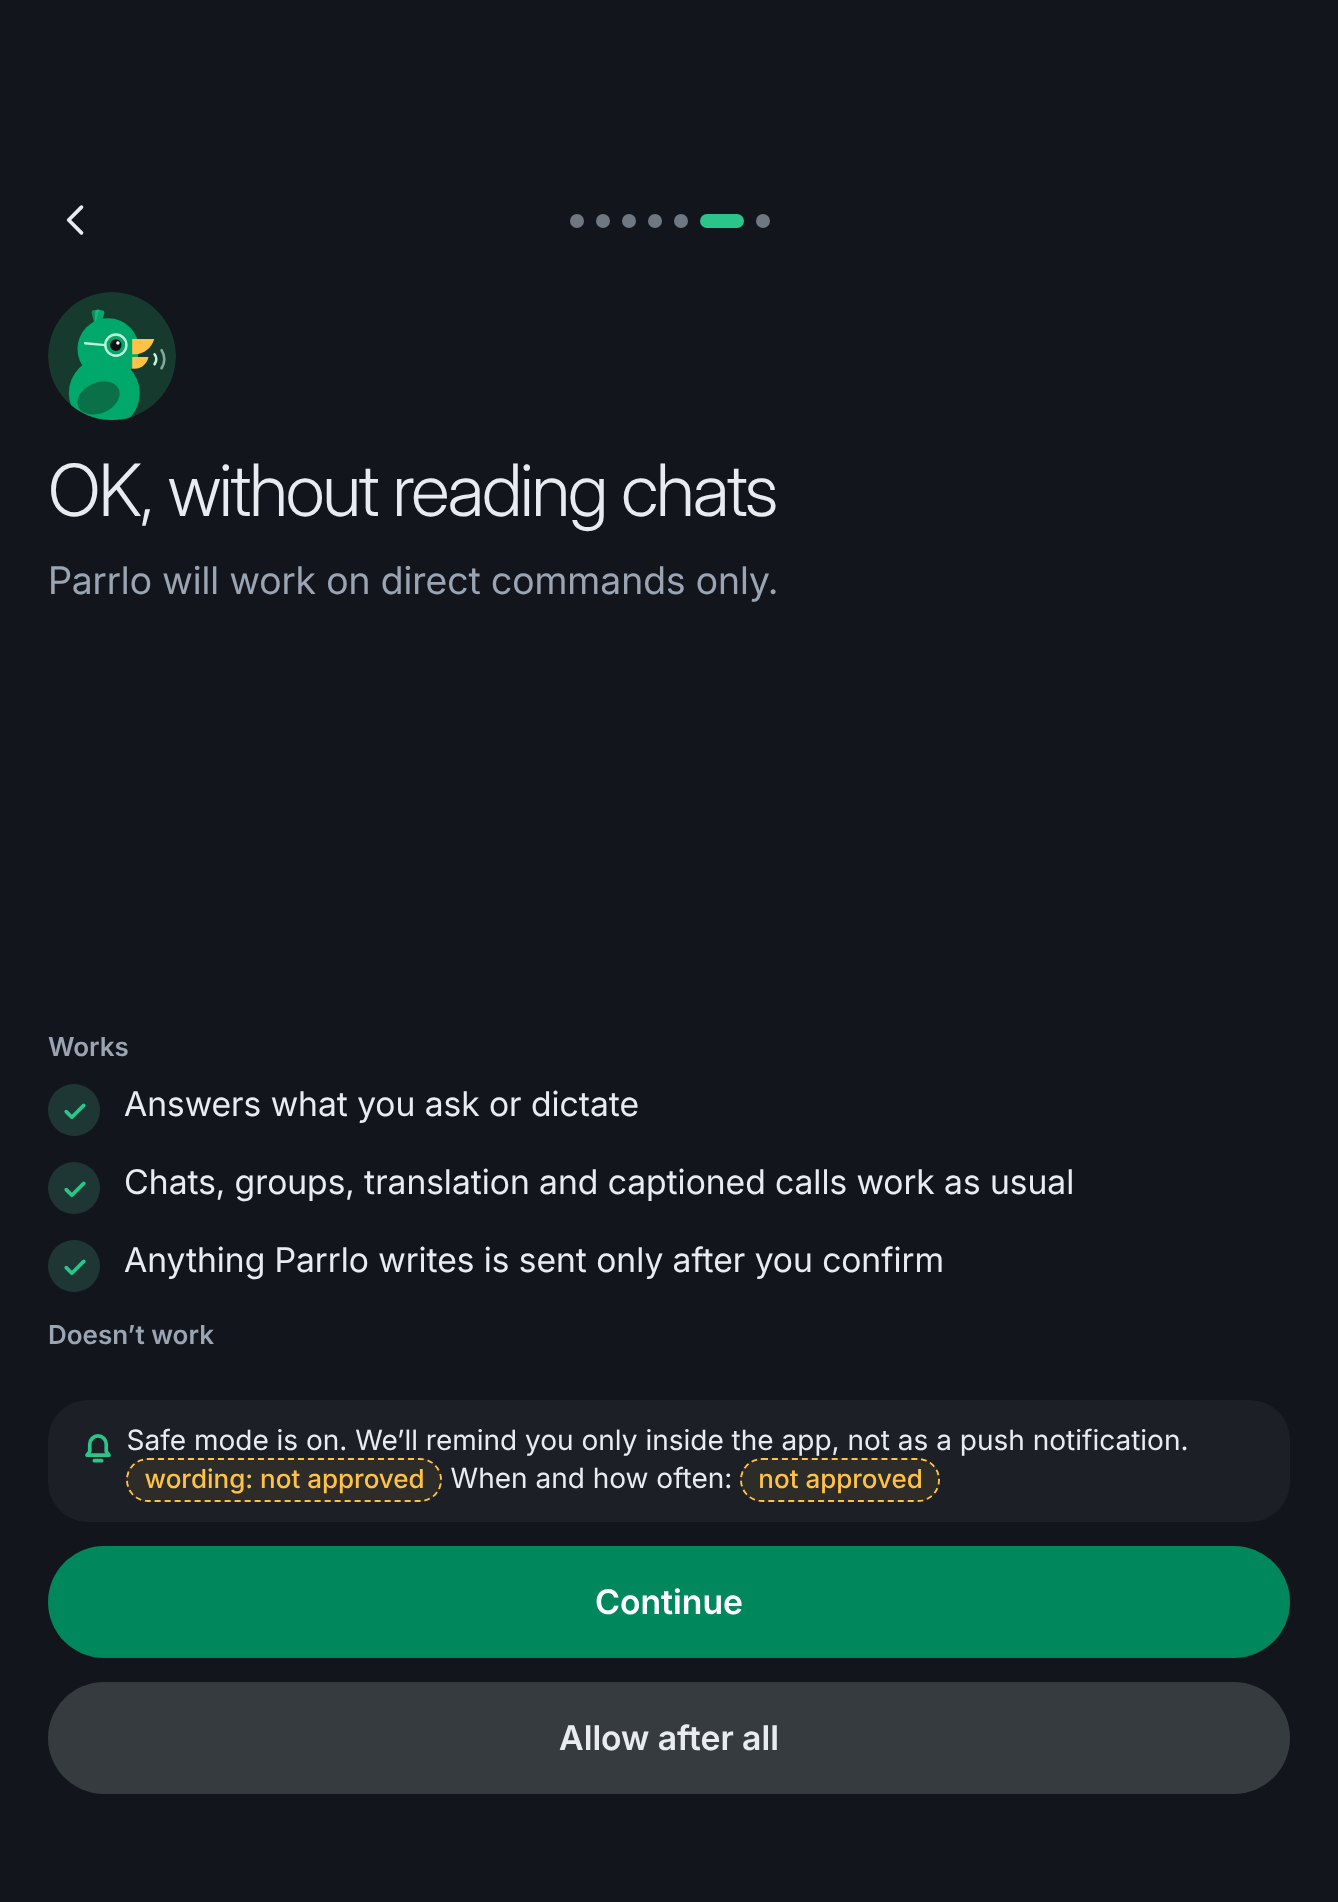 OK, without reading chats
Parrlo will work on direct commands only.
Works
Answers what you ask or dictate
Chats, groups, translation and captioned calls work as usual
Anything Parrlo writes is sent only after you confirm
Doesn’t work
Safe mode is on. We’ll remind you only inside the app, not as a push notification.
wording: not approved When and how often: not approved
Continue
Allow after all